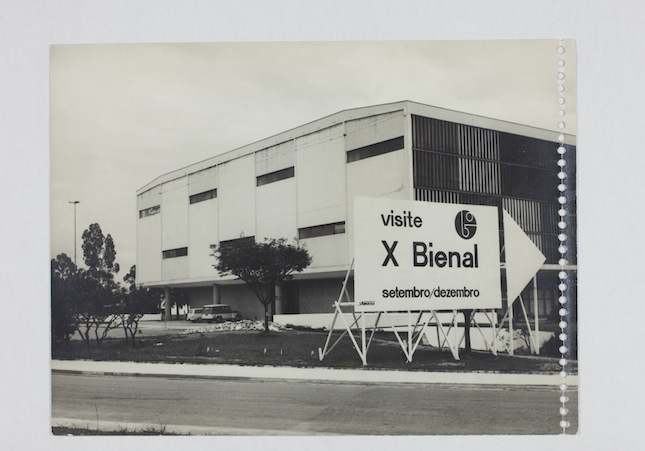 visite
X Bienal
setembro/dezembro